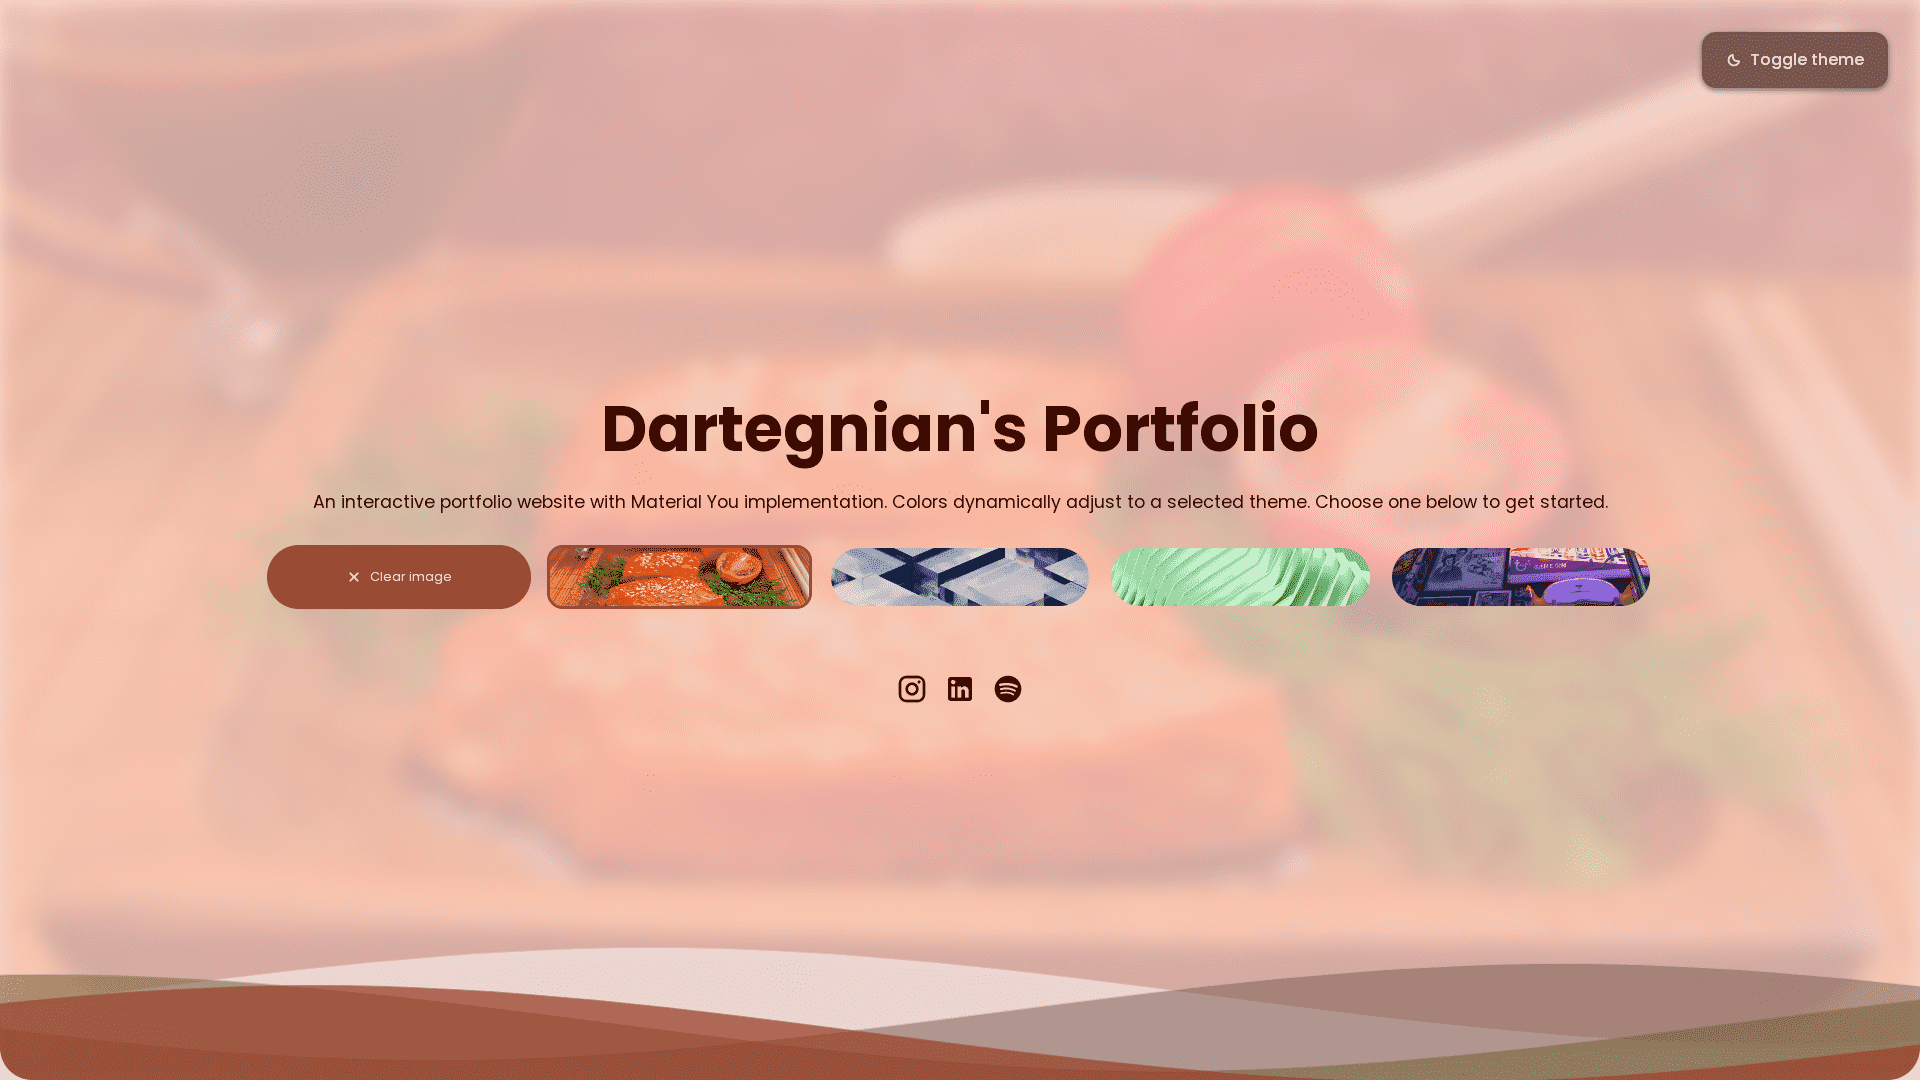 Toggle theme
Dartegnian's Portfolio
An interactive portfolio website with Material You implementation. Colors dynamically adjust to a selected theme. Choose one below to get started.
Clear image